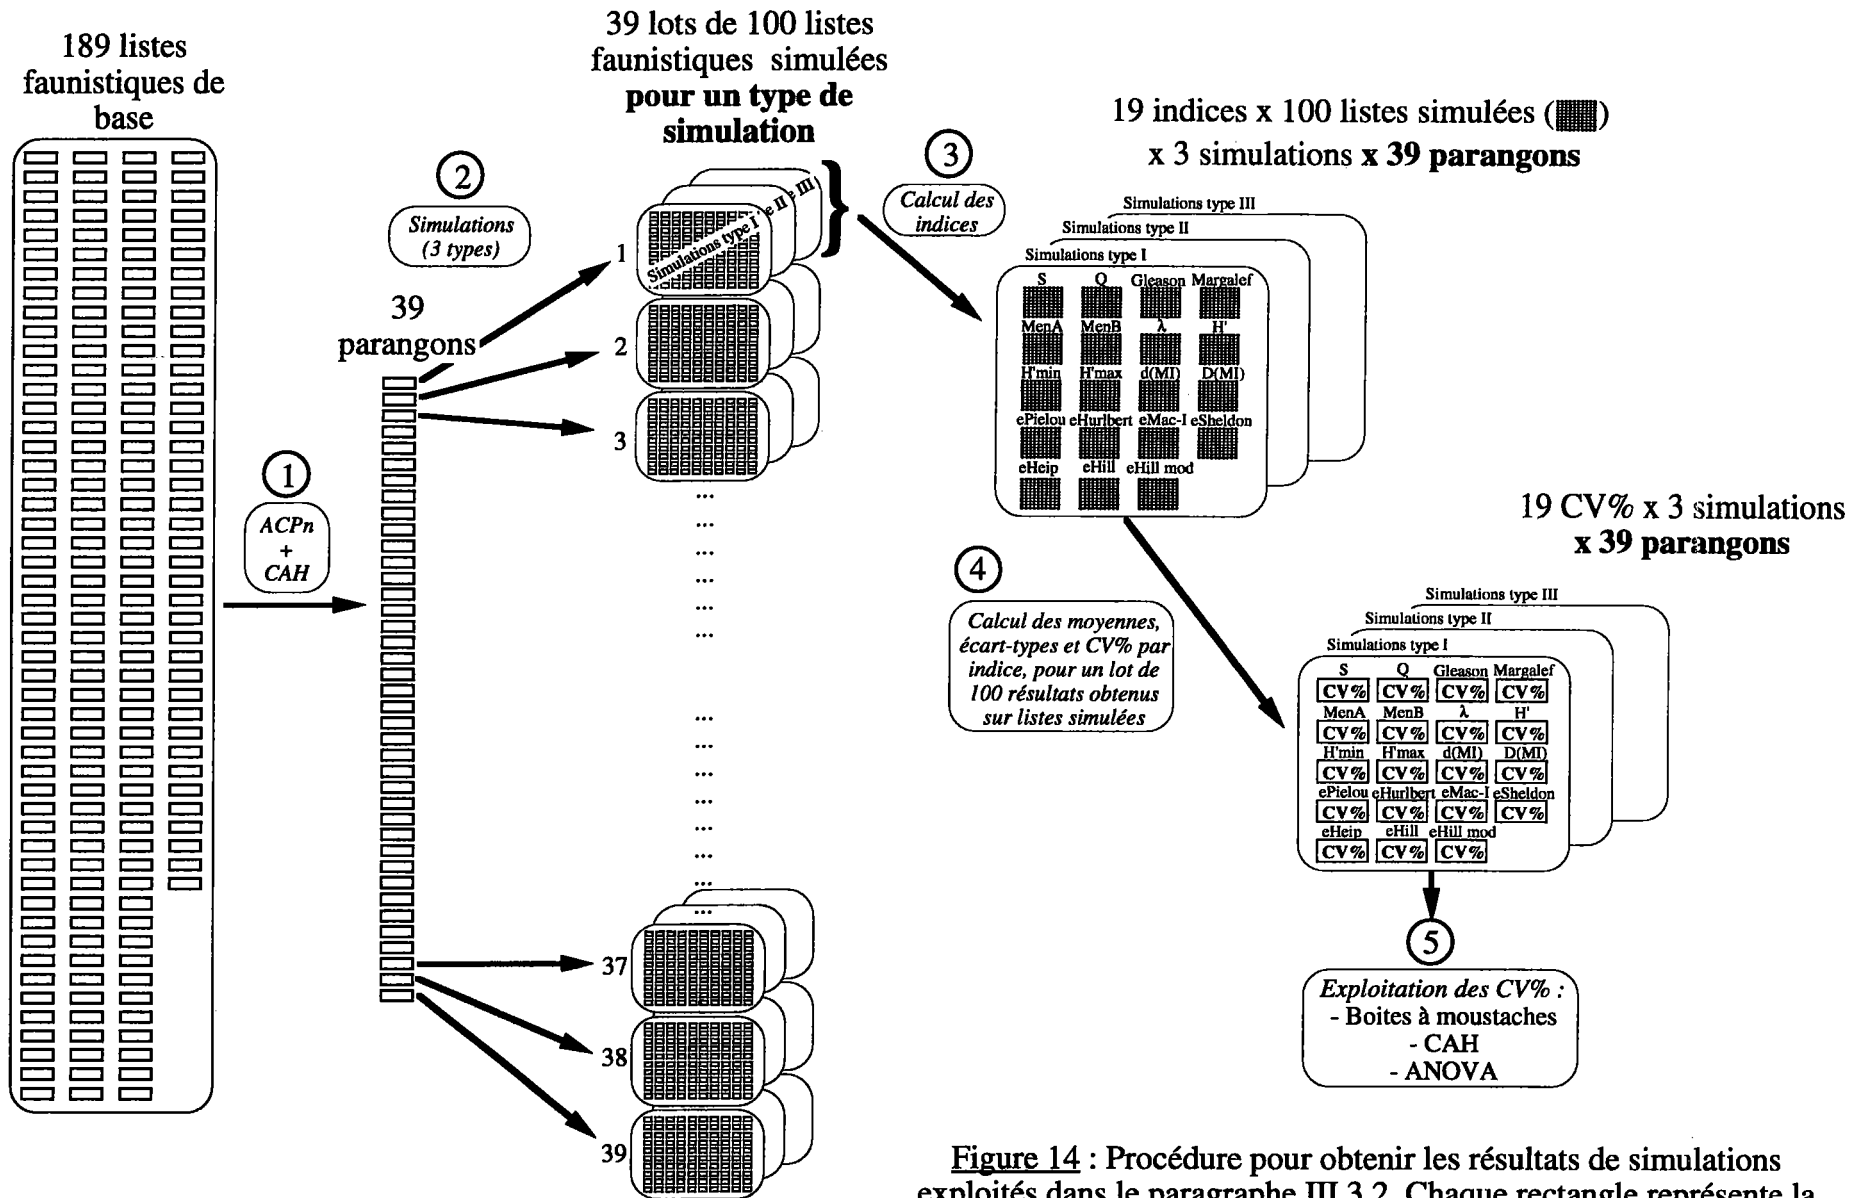 189 listes
faunistiques de
base
39 lots de 100 listes
faunistiques simulées
pour un type de
simulation
19 indices x 100 listes simulées ( )
x 3 simulations x 39 parangons
2
Simulations
(3 types)
3
Calcul des
indices
39
parangons
1
ACPn
+
CAH
1
Simulations type I
e II
e III
2
3
...
...
...
...
...
...
...
...
...
...
...
...
...
...
37
38
39
Simulations type III
Simulations type II
Simulations type I
S Q Gleason Margalef
MenA MenB λ H'
H'min H'max d(MI) D(MI)
ePielou eHurlbert eMac-I eSheldon
eHeip eHill eHill mod
19 CV% x 3 simulations
x 39 parangons
4
Calcul des moyennes,
écart-types et CV% par
indice, pour un lot de
100 résultats obtenus
sur listes simulées
Simulations type III
Simulations type II
Simulations type I
S Q Gleason Margalef
CV% CV% CV% CV%
MenA MenB λ H'
CV% CV% CV% CV%
H'min H'max d(MI) D(MI)
CV% CV% CV% CV%
ePielou eHurlbert eMac-I eSheldon
CV% CV% CV% CV%
eHeip eHill eHill mod
CV% CV% CV%
5
Exploitation des CV% :
- Boites à moustaches
- CAH
- ANOVA
Figure 14 : Procédure pour obtenir les résultats de simulations
exploités dans le paragraphe III.3.2. Chaque rectangle représente la